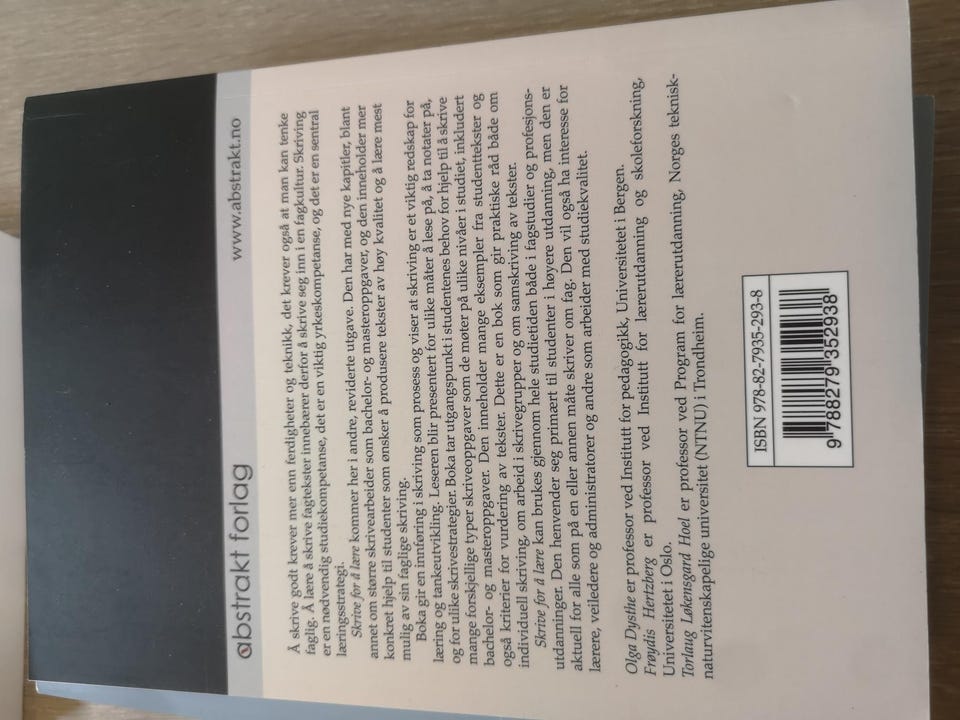 abstrakt forlag www.abstrakt.no
Å skrive godt krever mer enn ferdigheter og teknikk, det krever også at man kan tenke
faglig. Å lære å skrive fagtekster innebærer derfor å skrive seg inn i en fagkultur. Skriving
er en nødvendig studiekompetanse, det er en viktig yrkeskompetanse, og det er en sentral
læringsstrategi.
Skrive for å lære kommer her i andre, reviderte utgave. Den har med nye kapitler, blant
annet om større skrivearbeider som bachelor- og masteroppgaver, og den inneholder mer
konkret hjelp til studenter som ønsker å produsere tekster av høy kvalitet og å lære mest
mulig av sin faglige skriving.
Boka gir en innføring i skriving som prosess og viser at skriving er et viktig redskap for
læring og tankeutvikling. Leseren blir presentert for ulike måter å lese på, å ta notater på,
og for ulike skrivestrategier. Boka tar utgangspunkt i studentenes behov for hjelp til å skrive
mange forskjellige typer skriveoppgaver som de møter på ulike nivåer i studiet, inkludert
bachelor- og masteroppgaver. Den inneholder mange eksempler fra studenttekster og
også kriterier for vurdering av tekster. Dette er en bok som gir praktiske råd både om
individuell skriving, om arbeid i skrivegrupper og om samskriving av tekster.
Skrive for å lære kan brukes gjennom hele studietiden både i fagstudier og profesjons-
utdanninger. Den henvender seg primært til studenter i høyere utdanning, men den er
aktuell for alle som på en eller annen måte skriver om fag. Den vil også ha interesse for
lærere, veiledere og administratorer og andre som arbeider med studiekvalitet.
Olga Dysthe er professor ved Institutt for pedagogikk, Universitetet i Bergen.
Frøydis Hertzberg er professor ved Institutt for lærerutdanning og skoleforskning,
Universitetet i Oslo.
Torlaug Løkensgard Hoel er professor ved Program for lærerutdanning, Norges teknisk-
naturvitenskapelige universitet (NTNU) i Trondheim.
ISBN 978-82-7935-293-8
9 788279 352938